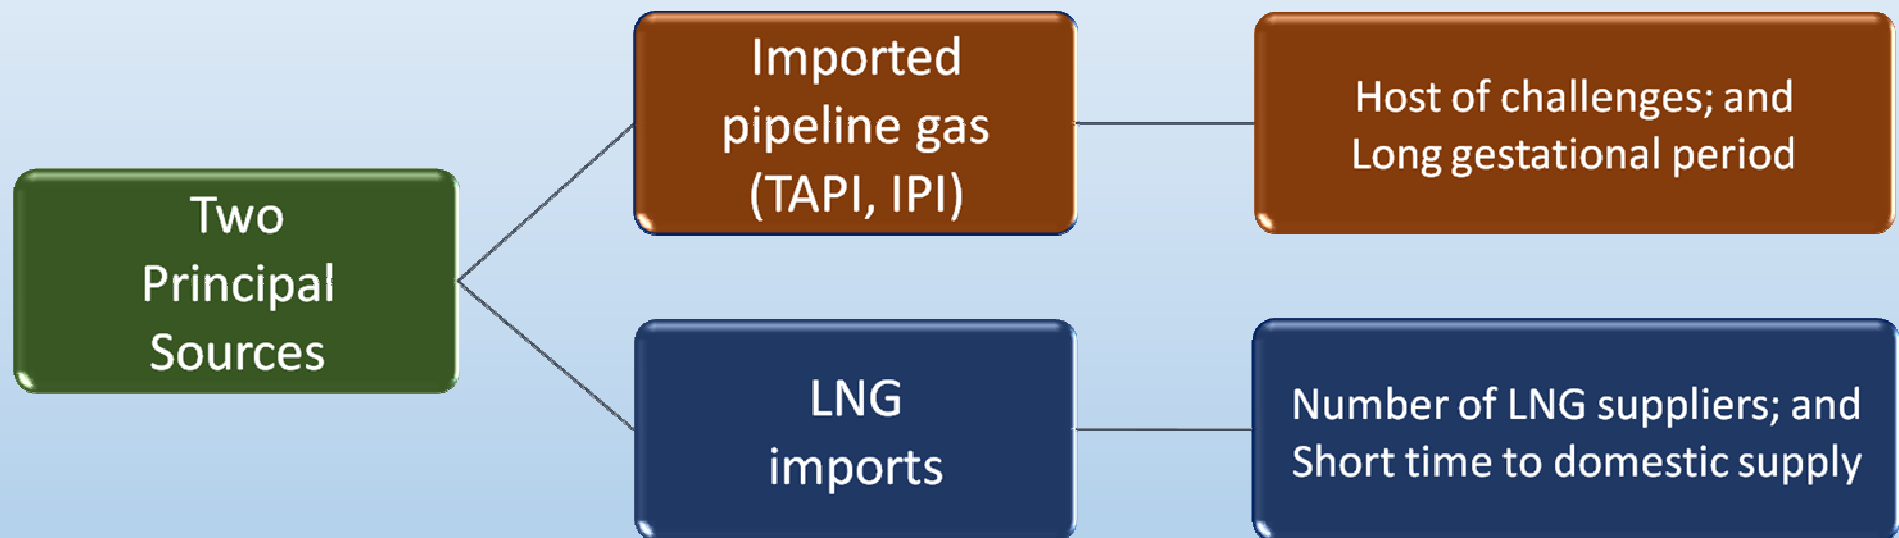 Two
Principal
Sources
Imported
pipeline gas
(TAPI, IPI)
Host of challenges; and
Long gestational period
LNG
imports
Number of LNG suppliers; and
Short time to domestic supply